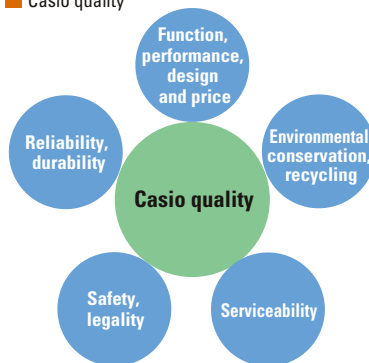 Casio quality
Function,
performance,
design
and price
Reliability,
durability
Environmental
conservation,
recycling
Casio quality
Safety,
legality
Serviceability